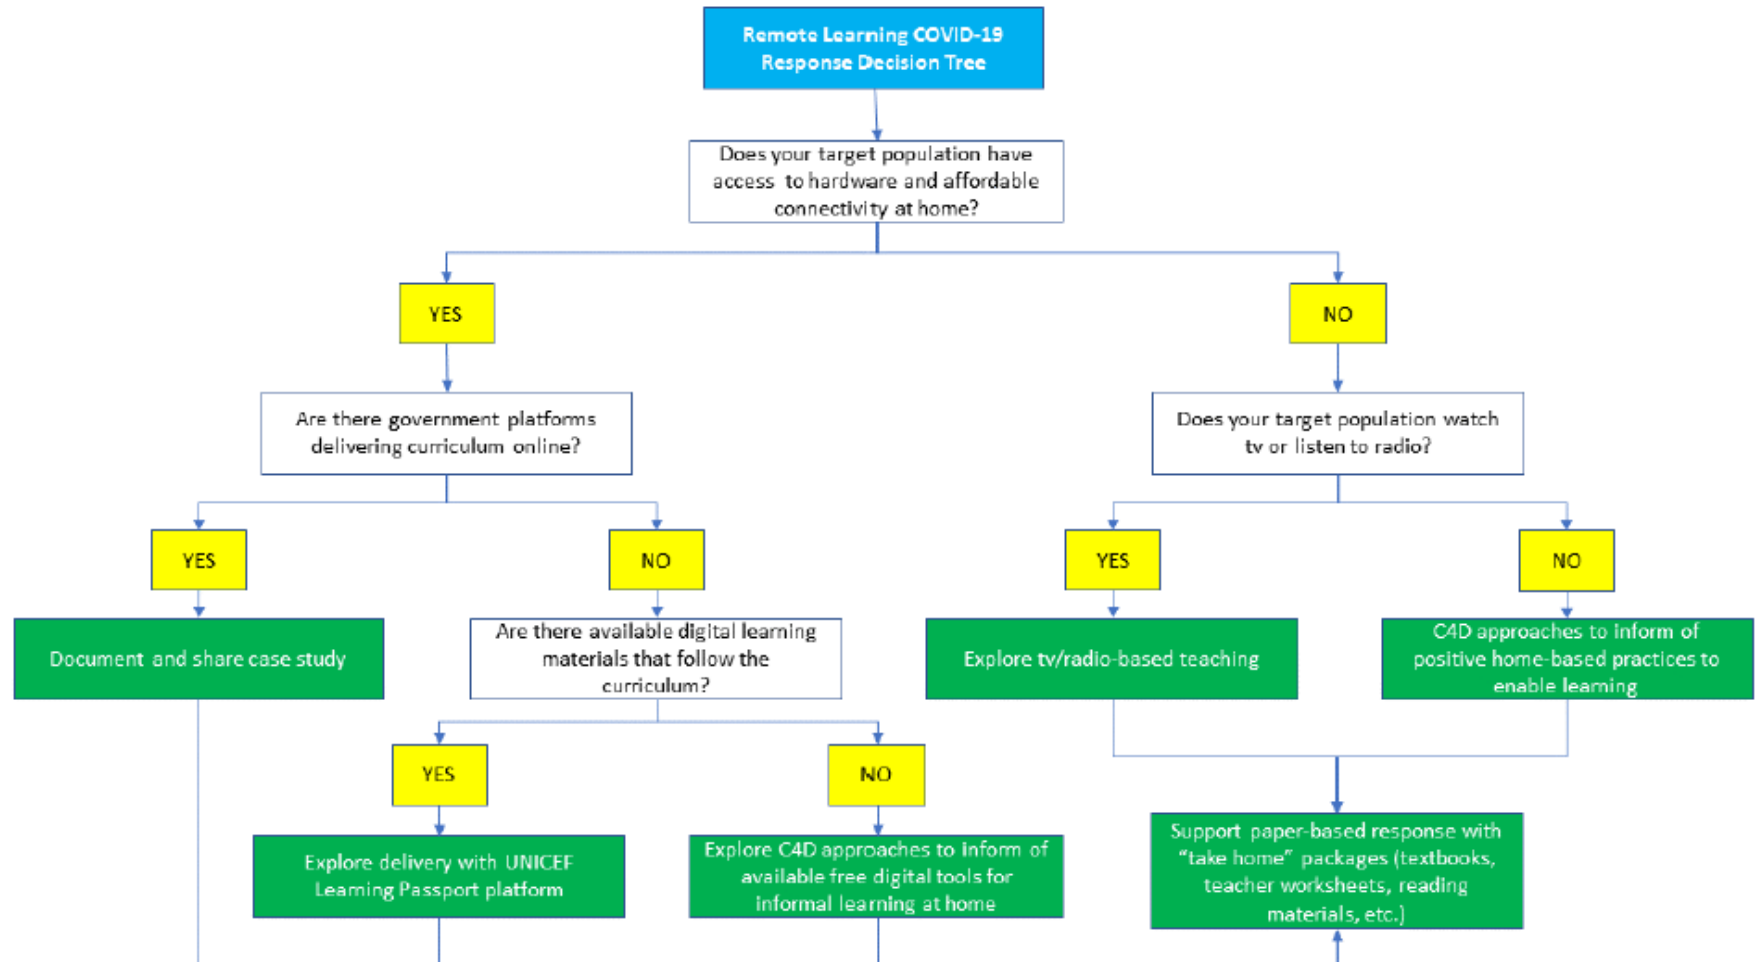 Remote Learning COVID-19
Response Decision Tree
Does your target population have
access to hardware and affordable
connectivity at home?
YES
NO
Are there government platforms
delivering curriculum online?
Does your target population watch
tv or listen to radio?
YES
NO
YES
NO
Document and share case study
Are there available digital learning
materials that follow the
curriculum?
Explore tv/radio-based teaching
C4D approaches to inform of
positive home-based practices to
enable learning
YES
NO
Explore delivery with UNICEF
Learning Passport platform
Explore C4D approaches to inform of
available free digital tools for
informal learning at home
Support paper-based response with
“take home” packages (textbooks,
teacher worksheets, reading
materials, etc.)